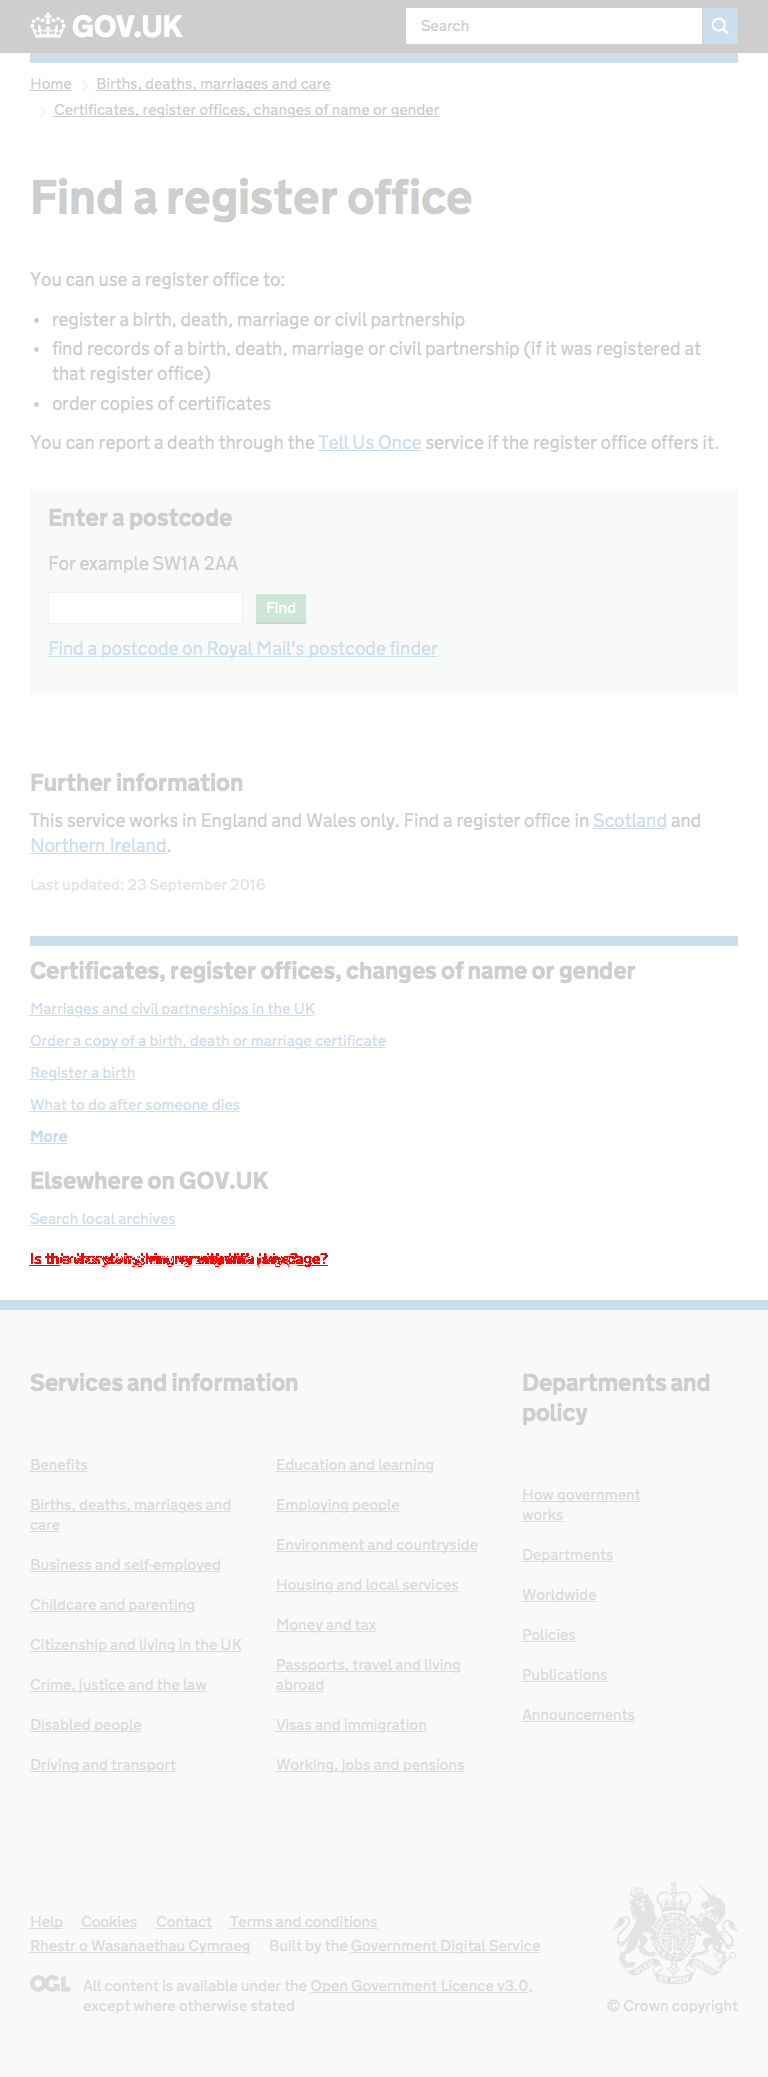 GOV.UK
Search
Home
Births, deaths, marriages and care
Certificates, register offices, changes of name or gender
Find a register office
You can use a register office to:
• register a birth, death, marriage or civil partnership
• find records of a birth, death, marriage or civil partnership (if it was registered at
that register office)
• order copies of certificates
You can report a death through the Tell Us Once service if the register office offers it.
Enter a postcode
For example SW1A 2AA
Find
Find a postcode on Royal Mail's postcode finder
Further information
This service works in England and Wales only. Find a register office in Scotland and
Northern Ireland.
Last updated: 23 September 2016
Certificates, register offices, changes of name or gender
Marriages and civil partnerships in the UK
Order a copy of a birth, death or marriage certificate
Register a birth
What to do after someone dies
More
Elsewhere on GOV.UK
Search local archives
Services and information
Benefits
Births, deaths, marriages and
care
Business and self-employed
Childcare and parenting
Citizenship and living in the UK
Crime, justice and the law
Disabled people
Driving and transport
Education and learning
Employing people
Environment and countryside
Housing and local services
Money and tax
Passports, travel and living
abroad
Visas and immigration
Working, jobs and pensions
Departments and
policy
How government
works
Departments
Worldwide
Policies
Publications
Announcements
Help
Cookies
Contact
Terms and conditions
Rhestr o Wasanaethau Cymraeg
Built by the Government Digital Service
OGL
All content is available under the Open Government Licence v3.0,
except where otherwise stated
© Crown copyright